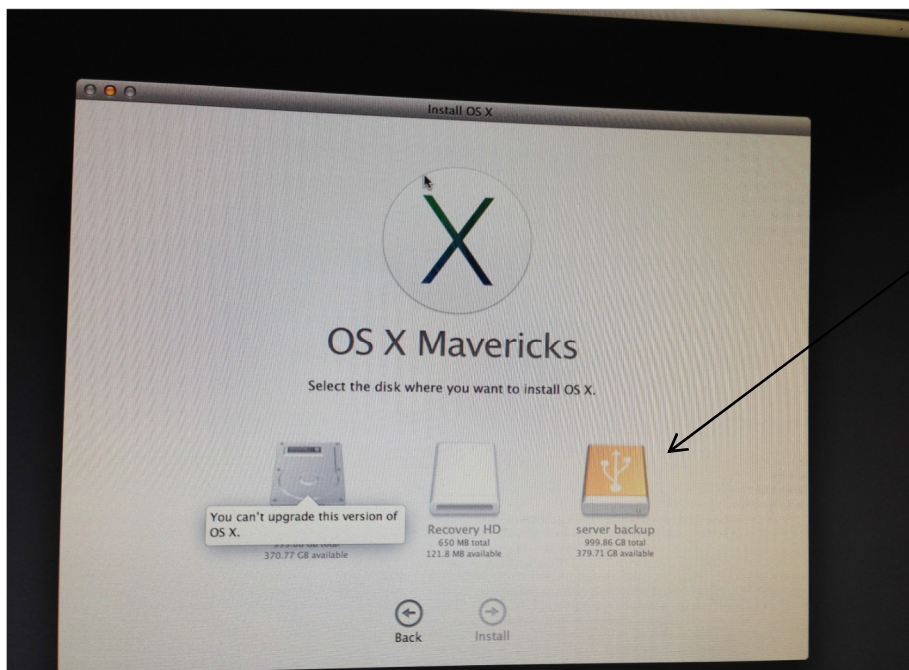 Install OS X
OS X Mavericks
Select the disk where you want to install OS X.
You can't upgrade this version of
OS X.
370.77 GB available
Recovery HD
650 MB total
121.8 MB available
server backup
999.86 GB total
379.71 GB available
Back
Install